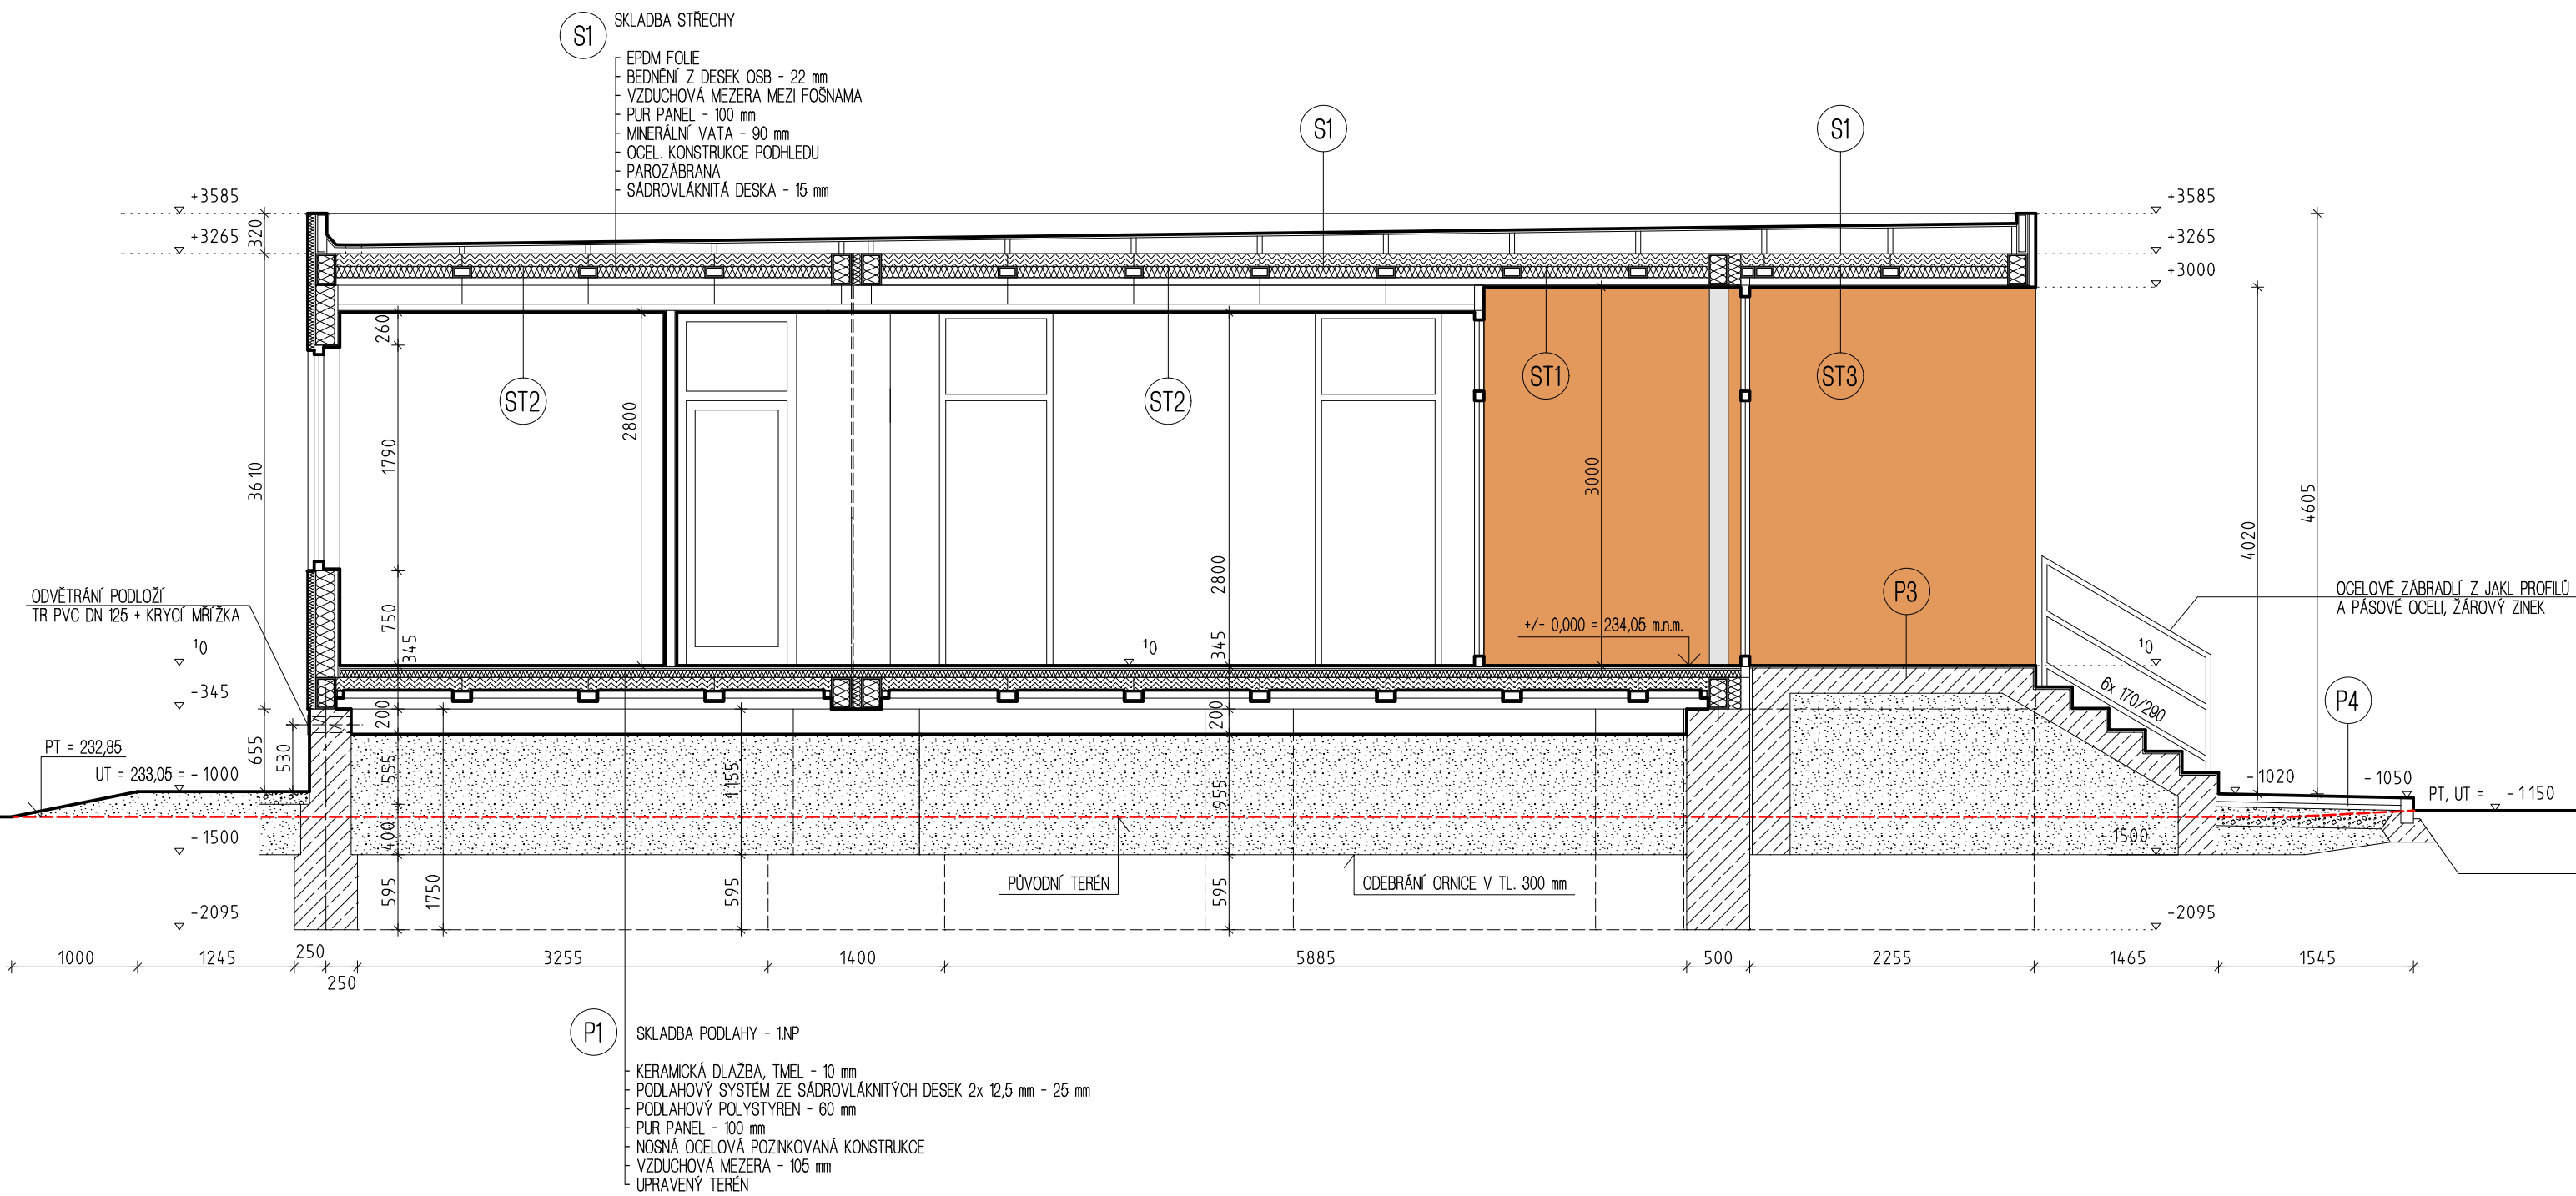 S1
SKLADBA STŘECHY
EPDM FOLIE
BEDNĚNÍ Z DESEK OSB - 22 mm
VZDUCHOVÁ MEZERA MEZI FOŠNAMA
PUR PANEL - 100 mm
MINERÁLNÍ VATA - 90 mm
OCEL. KONSTRUKCE PODHLEDU
PAROZÁBRANA
SÁDROVLÁKNITÁ DESKA - 15 mm
S1
S1
+3585
320
+3265
+3585
+3265
+3000
260
ST2
2800
ST2
ST1
ST3
1790
3610
3000
4605
4020
2800
750
345
345
ODVĚTRÁNÍ PODLOŽÍ
TR PVC DN 125 + KRYCÍ MŘÍŽKA
OCELOVÉ ZÁBRADLÍ Z JAKL PROFILŮ
A PÁSOVÉ OCELI, ŽÁROVÝ ZINEK
P3
+/- 0,000 = 234,05 m.n.m.
¹0
¹0
¹0
-345
6x 170/290
P4
200
200
655
530
PT = 232,85
UT = 233,05 = -1000
555
1155
955
-1020
-1050
PT, UT = -1150
400
-1500
-1500
PŮVODNÍ TERÉN
ODEBRÁNÍ ORNICE V TL. 300 mm
595
1750
595
595
-2095
-2095
1000
1245
250
250
3255
1400
5885
500
2255
1465
1545
P1
SKLADBA PODLAHY - 1.NP
KERAMICKÁ DLAŽBA, TMEL - 10 mm
PODLAHOVÝ SYSTÉM ZE SÁDROVLÁKNITÝCH DESEK 2x 12,5 mm - 25 mm
PODLAHOVÝ POLYSTYREN - 60 mm
PUR PANEL - 100 mm
NOSNÁ OCELOVÁ POZINKOVANÁ KONSTRUKCE
VZDUCHOVÁ MEZERA - 105 mm
UPRAVENÝ TERÉN